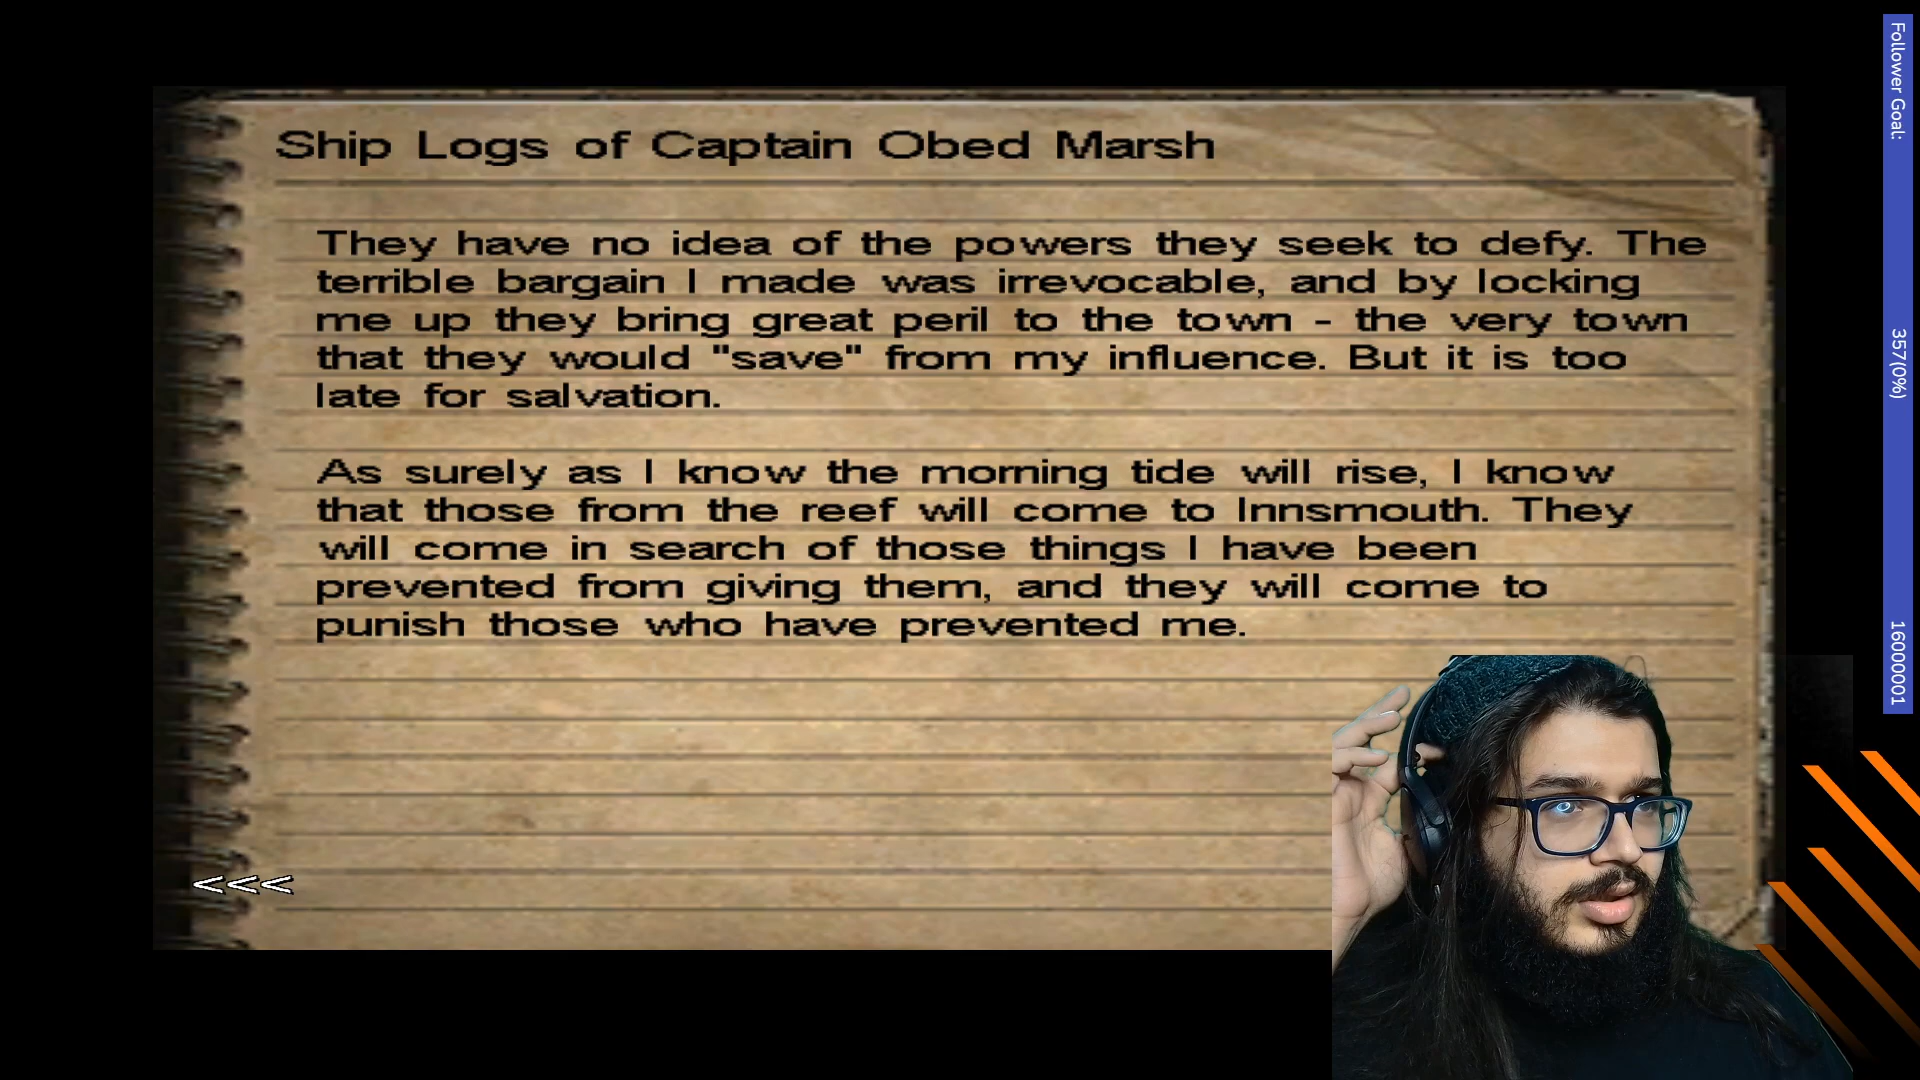 Ship Logs of Captain Obed Marsh
They have no idea of the powers they seek to defy. The
terrible bargain I made was irrevocable, and by locking
me up they bring great peril to the town - the very town
that they would "save" from my influence. But it is too
late for salvation.
As surely as I know the morning tide will rise, I know
that those from the reef will come to Innsmouth. They
will come in search of those things I have been
prevented from giving them, and they will come to
punish those who have prevented me.
<<<
Follower Goal:
357(0%)
16000001